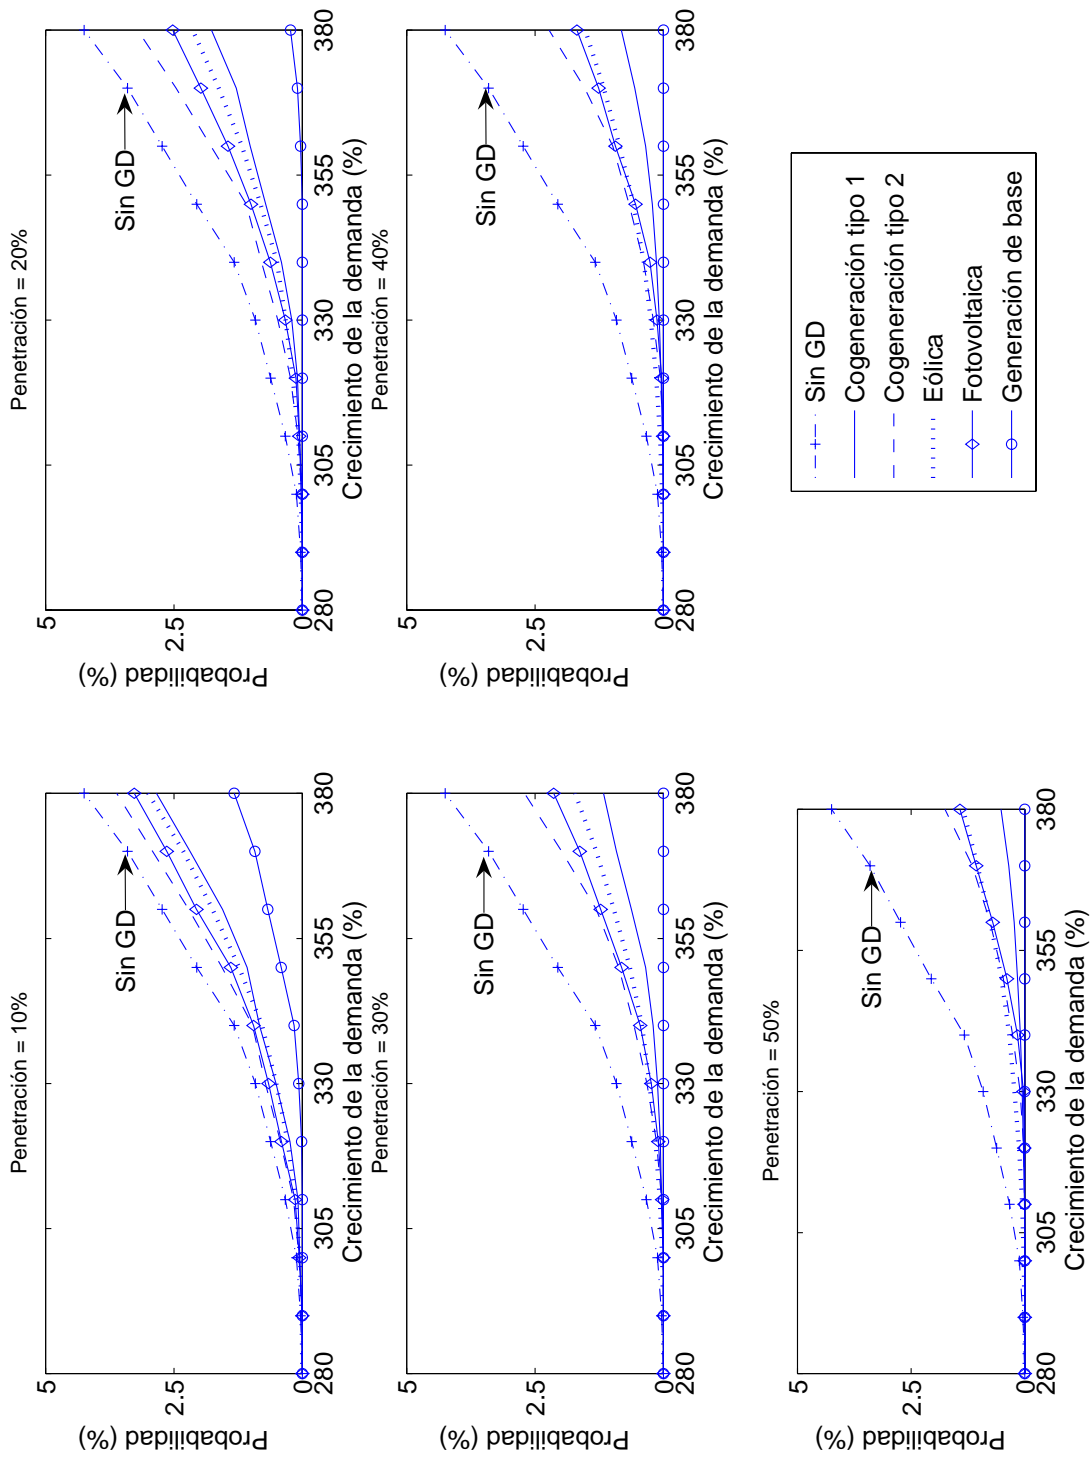 Penetración = 10%
5
2.5
0
Probabilidad (%)
Sin GD
280
305
330
355
380
Crecimiento de la demanda (%)
Penetración = 20%
5
2.5
0
Probabilidad (%)
Sin GD
280
305
330
355
380
Crecimiento de la demanda (%)
Penetración = 30%
5
2.5
0
Probabilidad (%)
Sin GD
280
305
330
355
380
Crecimiento de la demanda (%)
Penetración = 40%
5
2.5
0
Probabilidad (%)
Sin GD
280
305
330
355
380
Crecimiento de la demanda (%)
Penetración = 50%
5
2.5
0
Probabilidad (%)
Sin GD
280
305
330
355
380
Crecimiento de la demanda (%)
Sin GD
Cogeneración tipo 1
Cogeneración tipo 2
Eólica
Fotovoltaica
Generación de base